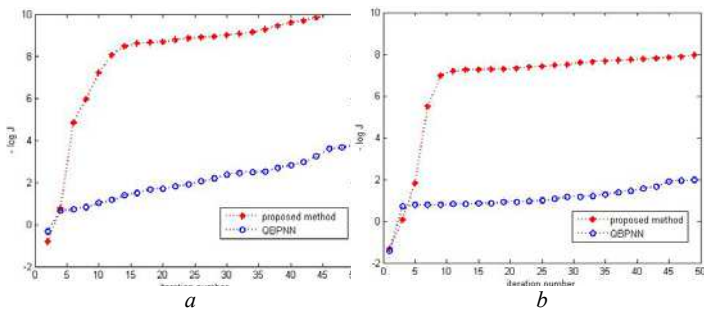 10
8
6
4
2
0
-2
- log J
0 5 10 15 20 25 30 35 40 45
proposed method
QBPNN
iteration number
a
10
8
6
4
2
0
-2
- log J
0 5 10 15 20 25 30 35 40 45 50
proposed method
QBPNN
iteration number
b